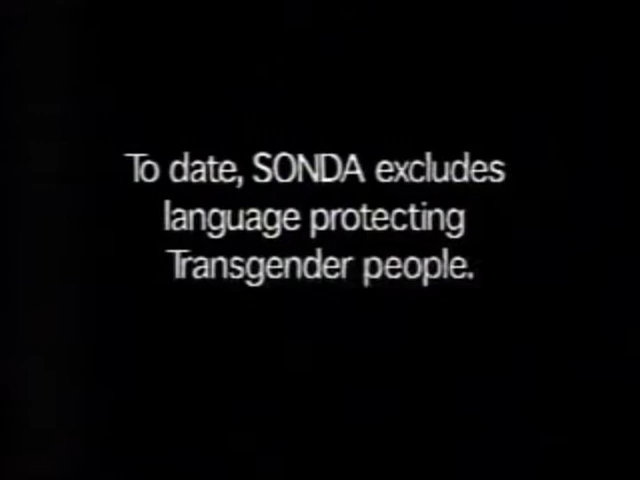 To date, SONDA excludes
language protecting
Transgender people.